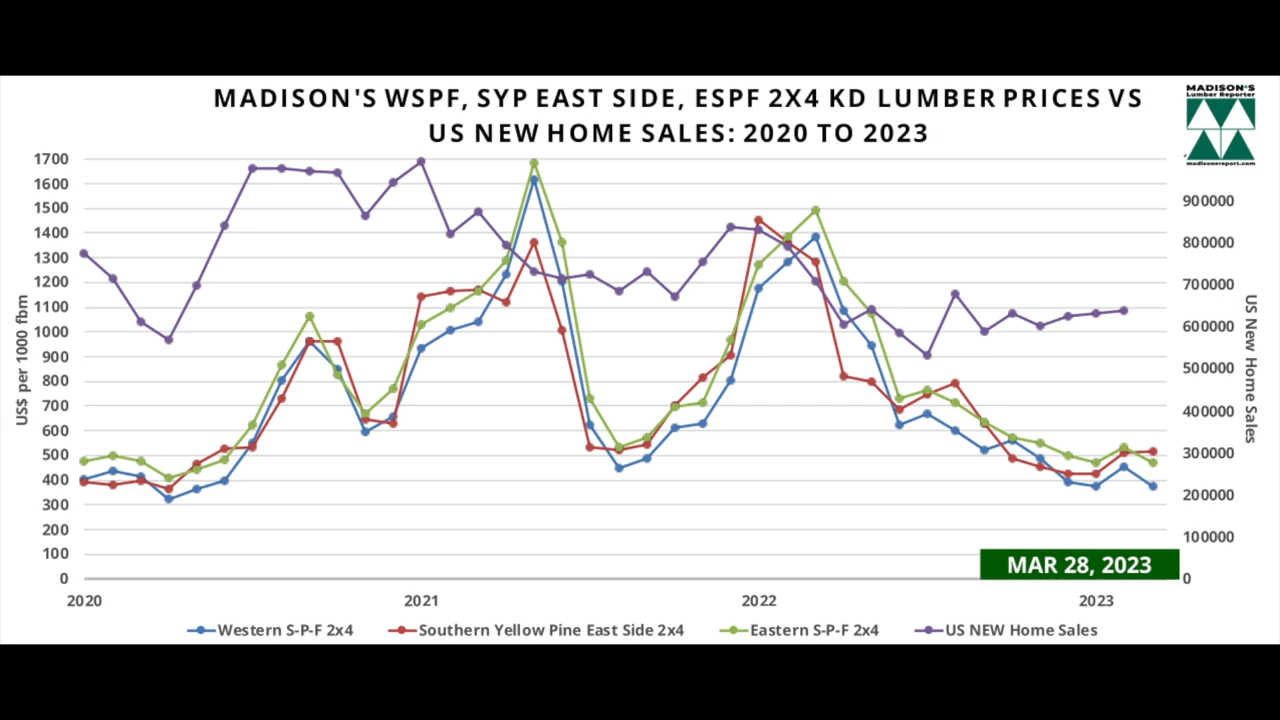 MADISON'S WSPF, SYP EAST SIDE, ESPF 2X4 KD LUMBER PRICES VS
US NEW HOME SALES: 2020 TO 2023
MADISON'S
Lumber Reporter
madisonsreport.com
1700
1600
1500
1400
1300
1200
1100
1000
900
800
700
600
500
400
300
200
100
0
US$ per 1000 fbm
900000
800000
700000
600000
500000
400000
300000
200000
100000
0
US New Home Sales
MAR 28, 2023
2020 2021 2022 2023
Western S-P-F 2x4 Southern Yellow Pine East Side 2x4 Eastern S-P-F 2x4 US NEW Home Sales